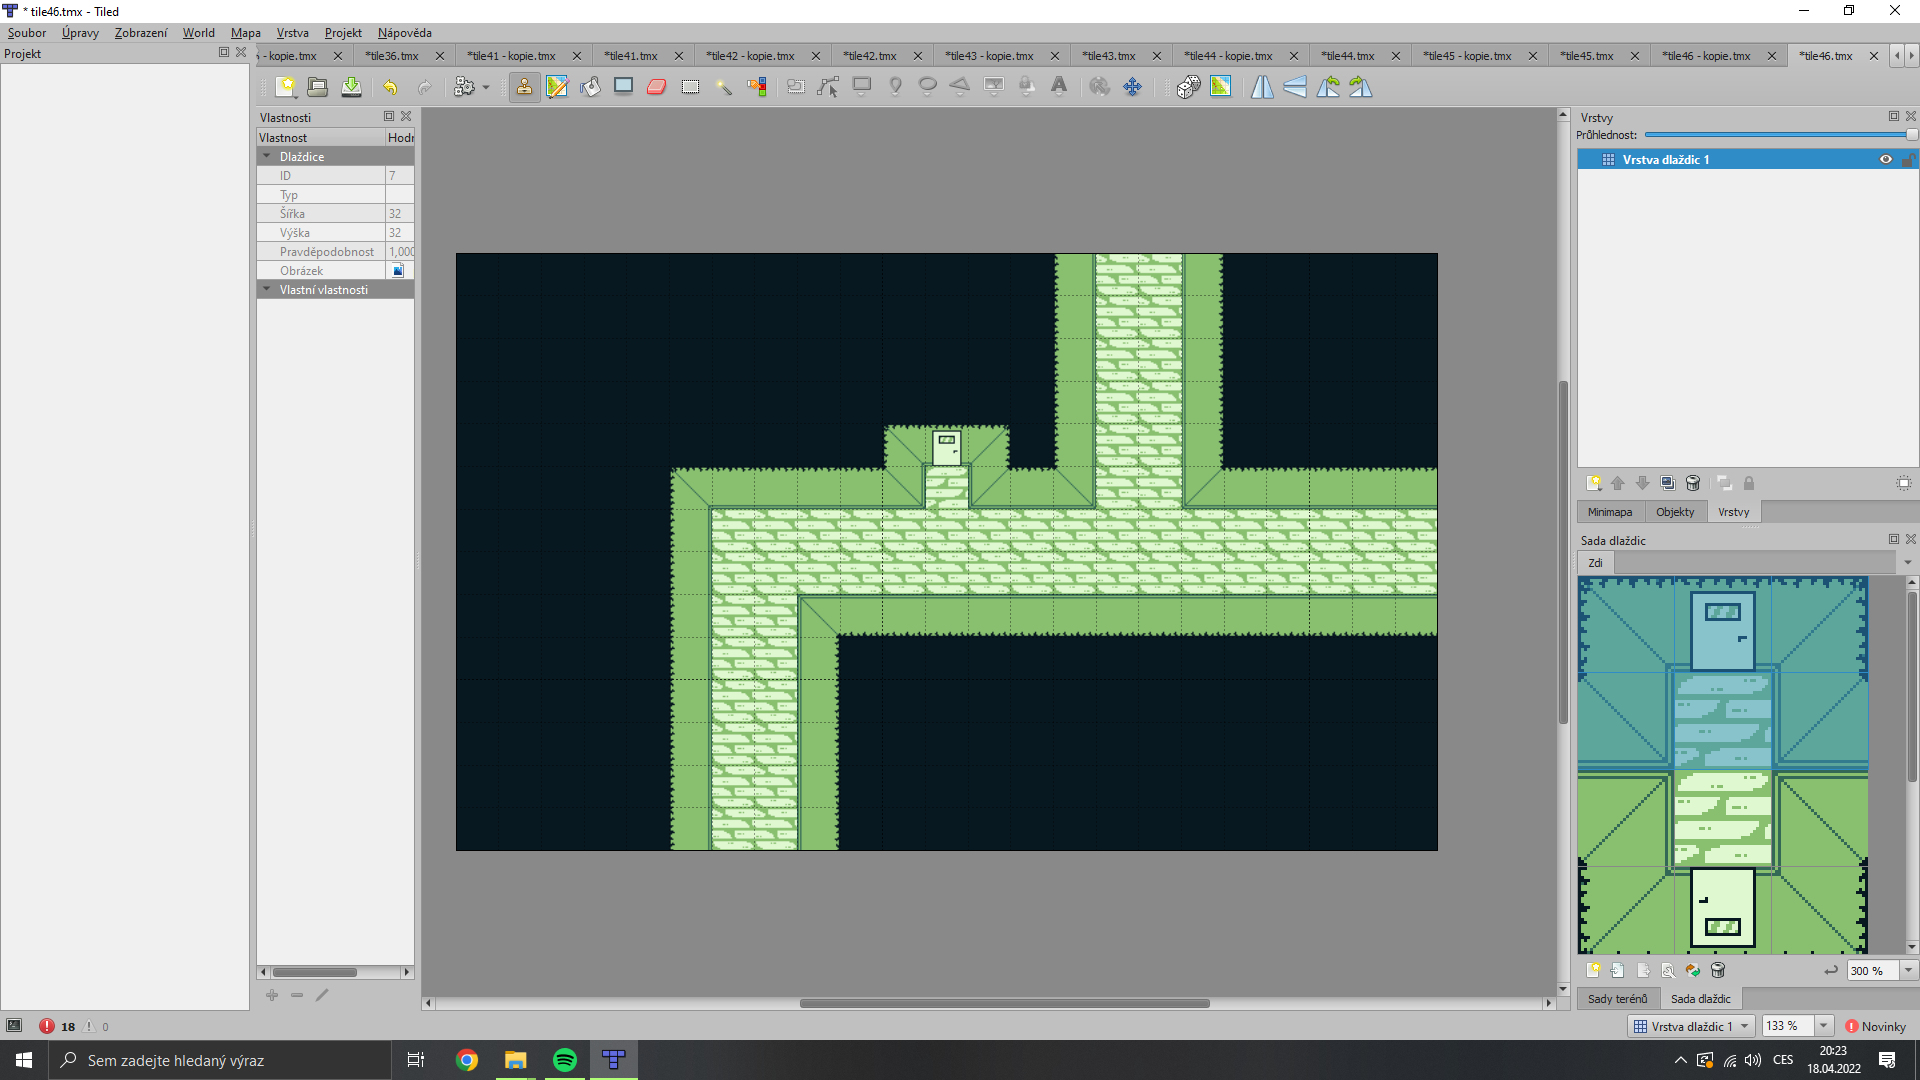 * tile46.tmx - Tiled
Soubor Úpravy Zobrazení World Mapa Vrstva Projekt Nápověda
Projekt
- kopie.tmx *tile36.tmx *tile41 - kopie.tmx *tile41.tmx *tile42 - kopie.tmx *tile42.tmx *tile43 - kopie.tmx *tile43.tmx *tile44 - kopie.tmx *tile44.tmx *tile45 - kopie.tmx *tile45.tmx *tile46 - kopie.tmx *tile46.tmx
Vlastnosti
Vlastnost Hodn
Dlaždice
ID 7
Typ
Šířka 32
Výška 32
Pravděpodobnost 1,000
Obrázek
Vlastní vlastnosti
Vrstvy
Průhlednost:
Vrstva dlaždic 1
Minimapa Objekty Vrstvy
Sada dlaždic
Zdi
300 %
Sady terénů Sada dlaždic
18 0
Vrstva dlaždic 1 133 % Novinky
Sem zadejte hledaný výraz
CES
20:23
18.04.2022